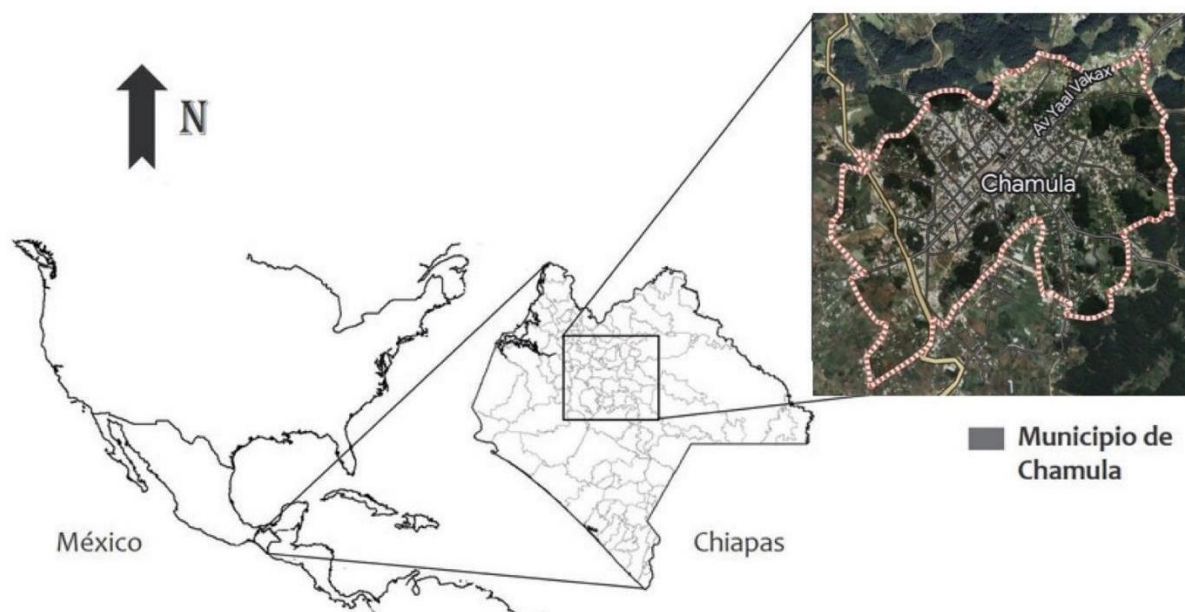 N
Av Yaal Vakax
Chamula
Municipio de
Chamula
México
Chiapas